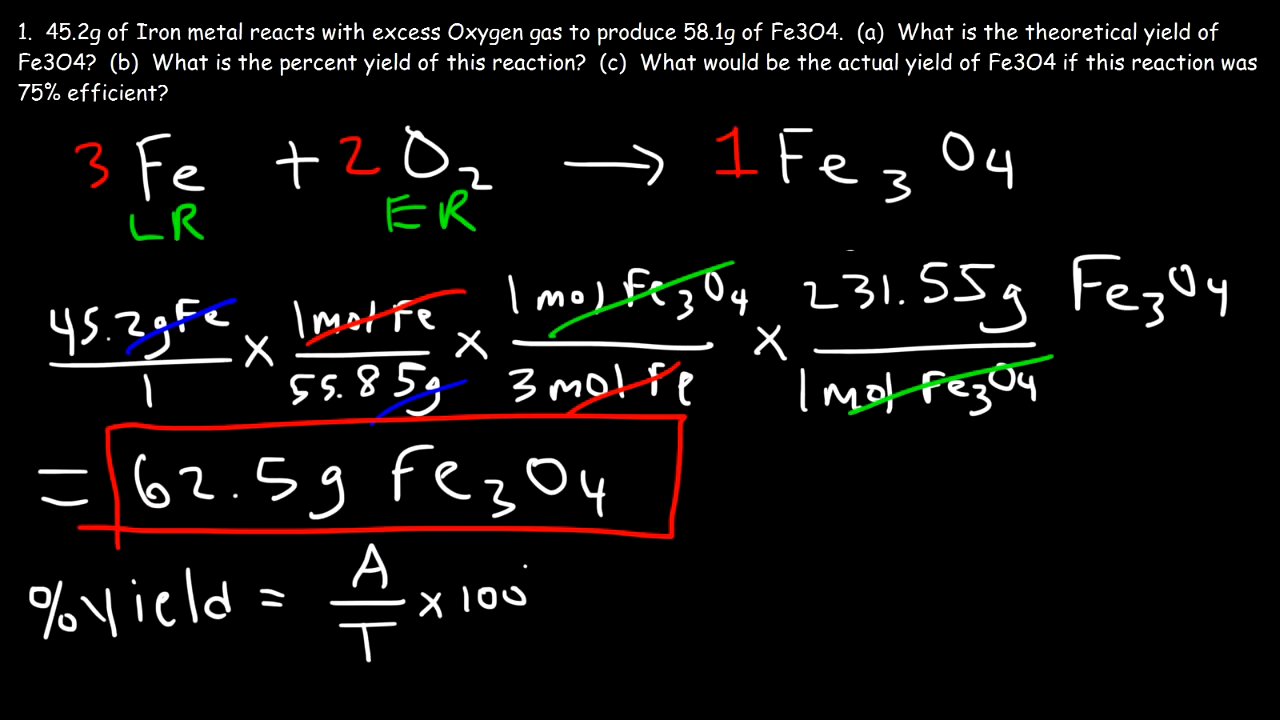 1. 45.2g of Iron metal reacts with excess Oxygen gas to produce 58.1g of Fe3O4. (a) What is the theoretical yield of
Fe3O4? (b) What is the percent yield of this reaction? (c) What would be the actual yield of Fe3O4 if this reaction was
75% efficient?
3 Fe + 2 O2 → 1 Fe3O4
LR ER
45.2g Fe / 1 × 1 mol Fe / 55.85g × 1 mol Fe3O4 / 3 mol Fe × 231.55g Fe3O4 / 1 mol Fe3O4
= 62.5g Fe3O4
% Yield = A / T × 100